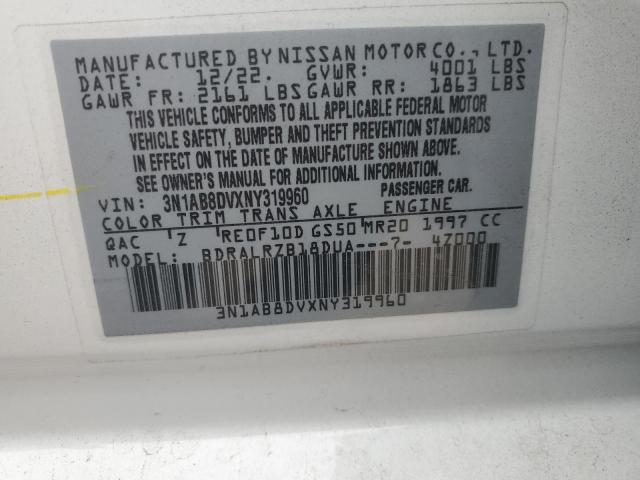 MANUFACTURED BY NISSAN MOTOR CO., LTD.
DATE: 12/22. GVWR: 4001 LBS
GAWR FR: 2161 LBS GAWR RR: 1863 LBS
THIS VEHICLE CONFORMS TO ALL APPLICABLE FEDERAL MOTOR
VEHICLE SAFETY, BUMPER AND THEFT PREVENTION STANDARDS
IN EFFECT ON THE DATE OF MANUFACTURE SHOWN ABOVE.
SEE OWNER'S MANUAL FOR ADDITIONAL INFORMATION.
VIN: 3N1AB8DVXNY319960 PASSENGER CAR.
COLOR TRIM TRANS AXLE ENGINE
QAC Z RE0F10D GS50 MR20 1997 CC
MODEL: BDRALRZB18DUA---7- 4Z000
3N1AB8DVXNY319960